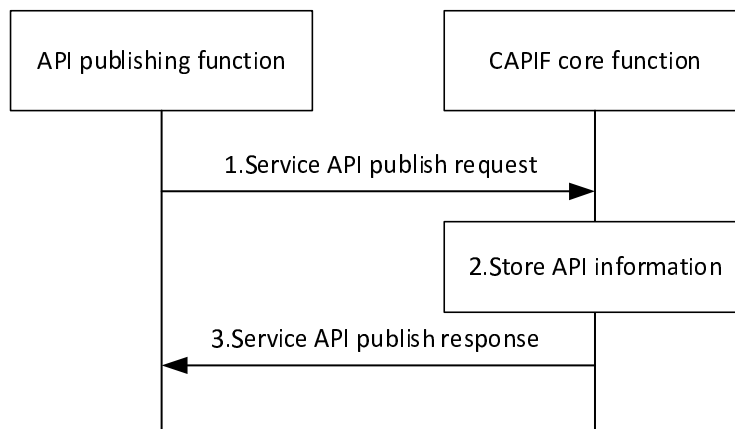 API publishing function
CAPIF core function
1.Service API publish request
2.Store API information
3.Service API publish response